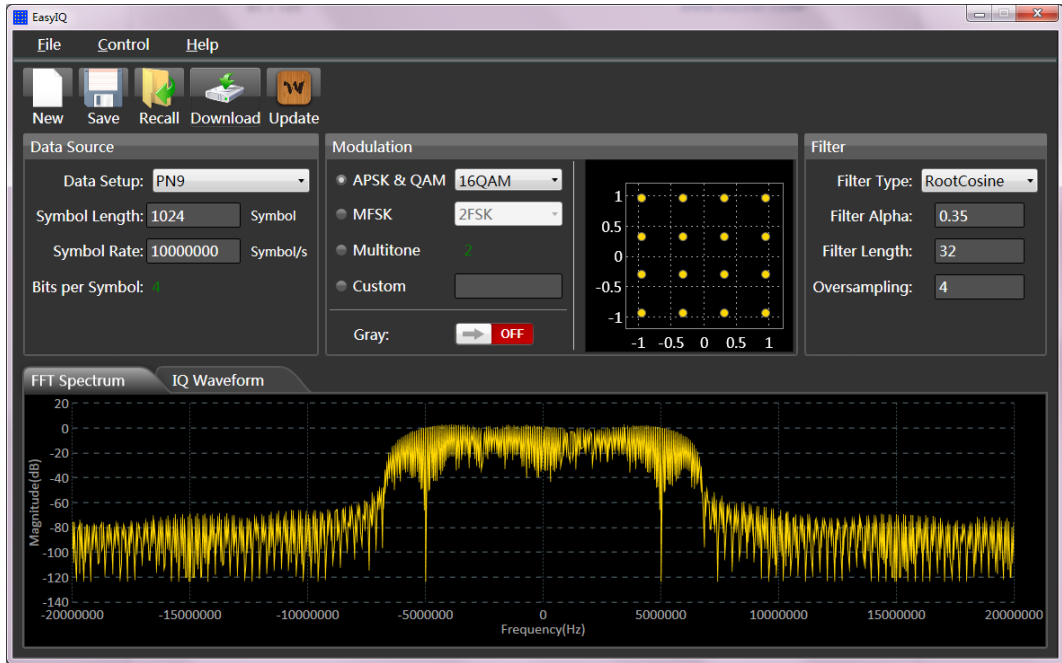 EasyIQ
File Control Help
New Save Recall Download Update
Data Source
Data Setup: PN9
Symbol Length: 1024 Symbol
Symbol Rate: 10000000 Symbol/s
Bits per Symbol: 4
Modulation
APSK & QAM 16QAM
MFSK 2FSK
Multitone 2
Custom
Gray: OFF
1
0.5
0
-0.5
-1
-1 -0.5 0 0.5 1
Filter
Filter Type: RootCosine
Filter Alpha: 0.35
Filter Length: 32
Oversampling: 4
FFT Spectrum IQ Waveform
Magnitude(dB)
20
0
-20
-40
-60
-80
-100
-120
-140
-20000000 -15000000 -10000000 -5000000 0 5000000 10000000 15000000 20000000
Frequency(Hz)